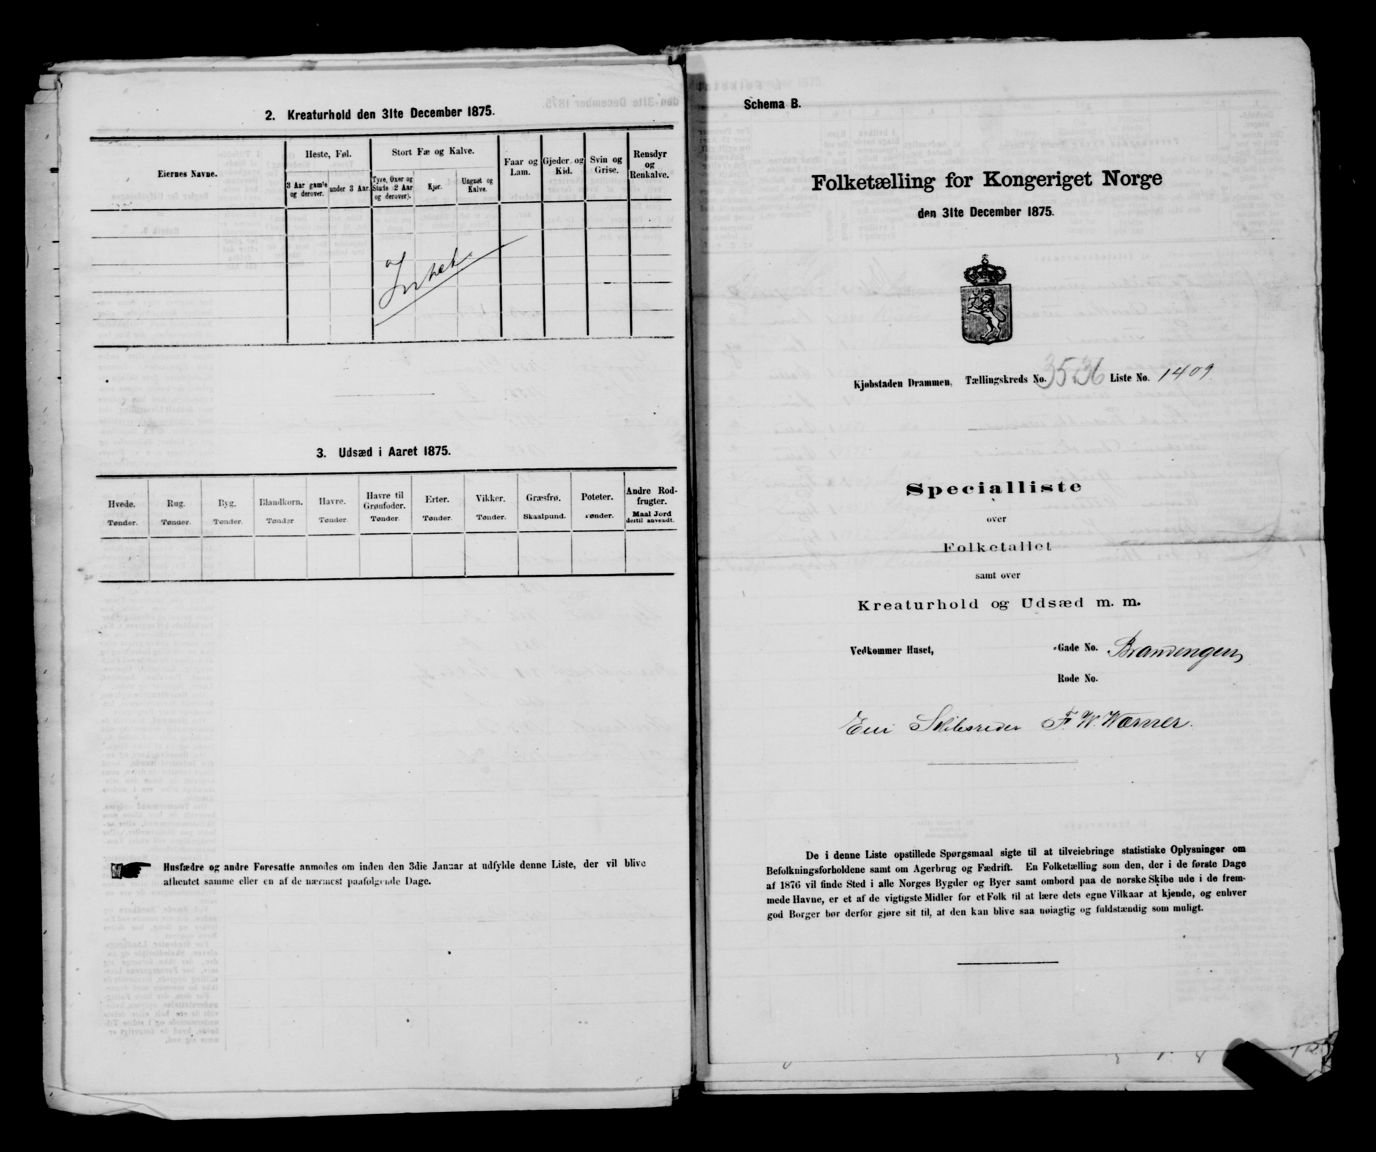 2. Kreaturhold den 31te December 1875.
Eiernes Navne.
Heste, Føl.
3 Aar gamle og derover.
under 3 Aar.
Stort Fæ og Kalve.
Tyre, Oxer og Stude (2 Aar og derover).
Kjør.
Ungnøt og Kalve.
Faar og Lam.
Gjeder og Kid.
Svin og Grise.
Rensdyr og Renkalve.
Intet.
3. Udsæd i Aaret 1875.
Hvede. Rug. Byg. Blandkorn. Havre. Havre til Grønfoder. Erter. Vikker. Græsfrø. Poteter. Andre Rodfrugter.
Tønder. Tønder. Tønder. Tønder Tønder. Tønder. Tønder. Tønder. Skaalpund. Tønder. Maal Jord dertil anvendt.
Husfædre og andre Foresatte anmodes om inden den 3die Januar at udfylde denne Liste, der vil blive
afhentet samme eller en af de nærmest paafølgende Dage.
Schema B.
Folketælling for Kongeriget Norge
den 31te December 1875.
Kjøbstaden Drammen, Tællingskreds No. 35 36 Liste No. 1409
Specialliste
over
Folketallet
samt over
Kreaturhold og Udsæd m. m.
Vedkommer Huset, -Gade No. Brandengen,
Rode No.
Eier Skibsreder F. W. Wærner.
De i denne Liste opstillede Spørgsmaal sigte til at tilveiebringe statistiske Oplysninger om
Befolkningsforholdene samt om Agerbrug og Fædrift. En Folketælling som den, der i de første Dage
af 1876 vil finde Sted i alle Norges Bygder og Byer samt ombord paa de norske Skibe ude i de frem-
mede Havne, er et af de vigtigste Midler for et Folk til at lære dets egne Vilkaar at kjende, og enhver
god Borger bør derfor gjøre sit til, at den kan blive saa nøiagtig og fuldstændig som muligt.